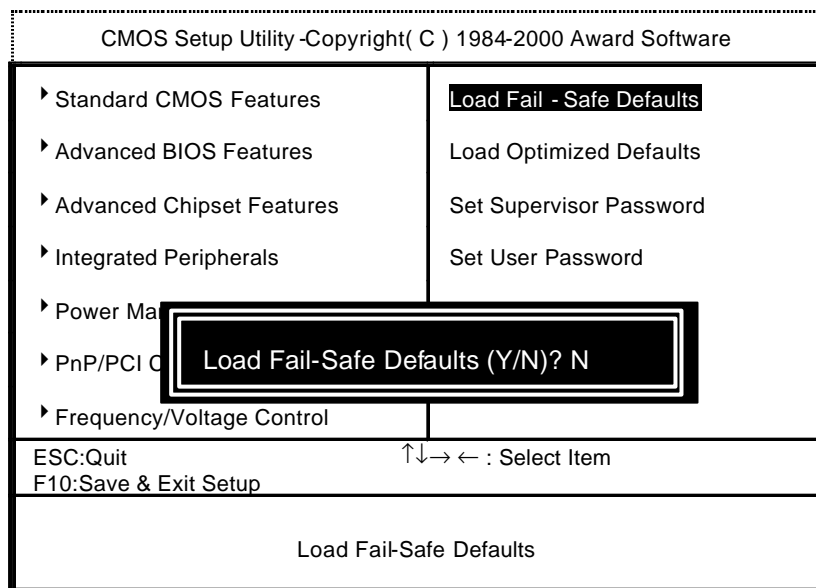 CMOS Setup Utility -Copyright( C ) 1984-2000 Award Software
Standard CMOS Features
Advanced BIOS Features
Advanced Chipset Features
Integrated Peripherals
Power Ma
PnP/PCI C
Frequency/Voltage Control
Load Fail - Safe Defaults
Load Optimized Defaults
Set Supervisor Password
Set User Password
Load Fail-Safe Defaults (Y/N)? N
ESC:Quit ↑↓→ ← : Select Item
F10:Save & Exit Setup
Load Fail-Safe Defaults